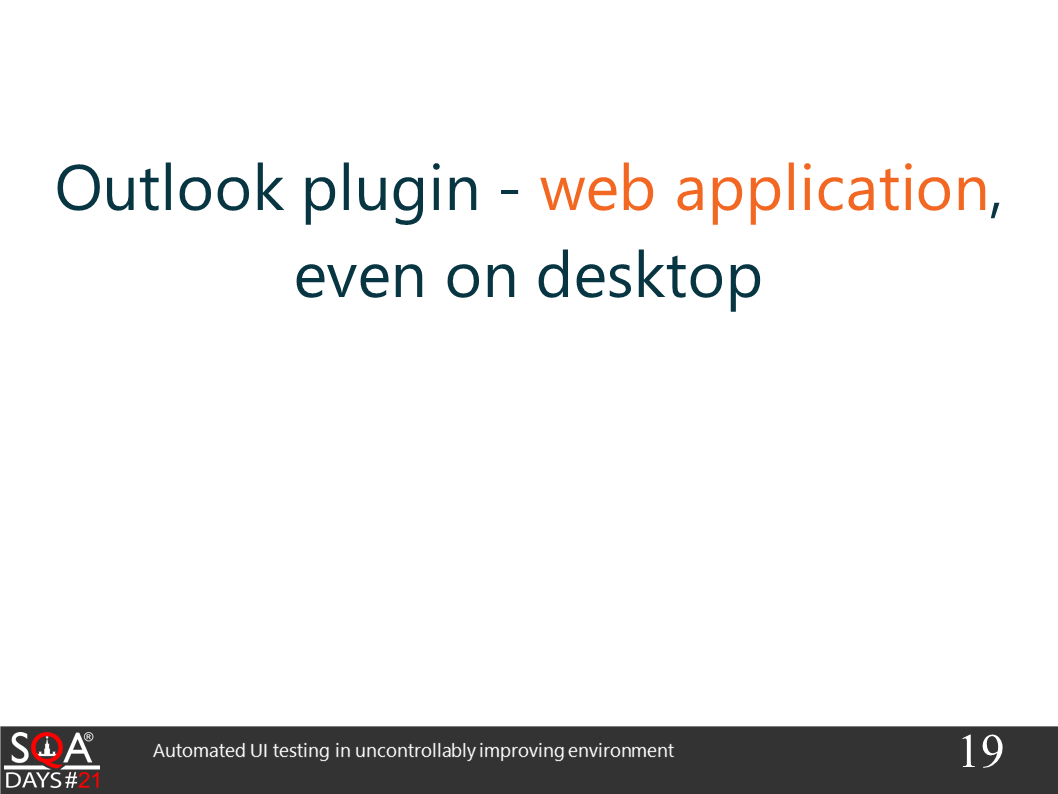 Outlook plugin - web application,
even on desktop
SQA®
DAYS#21
Automated UI testing in uncontrollably improving environment
19